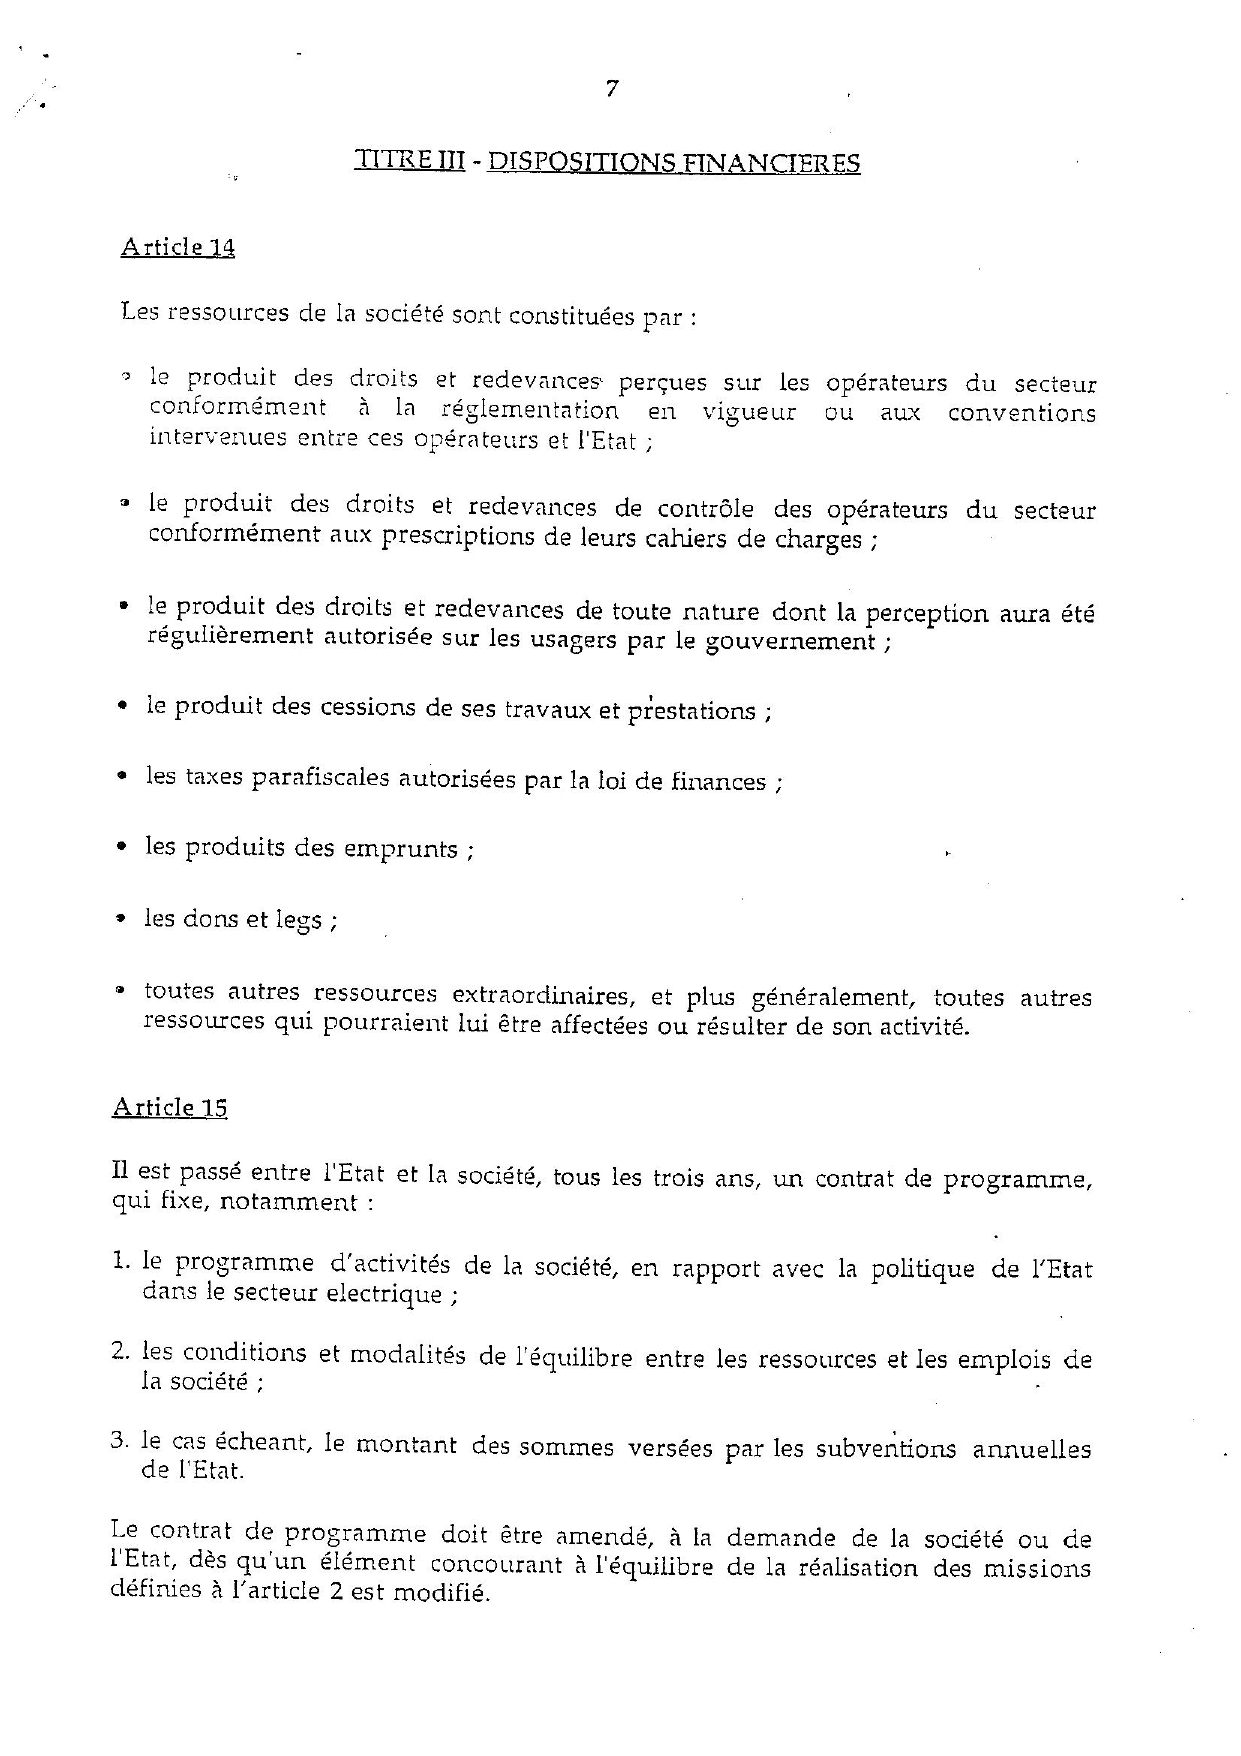 7
TITRE III - DISPOSITIONS FINANCIERES
Article 14
Les ressources de la société sont constituées par :
• le produit des droits et redevances perçues sur les opérateurs du secteur
conformément à la réglementation en vigueur ou aux conventions
intervenues entre ces opérateurs et l'Etat ;
• le produit des droits et redevances de contrôle des opérateurs du secteur
conformément aux prescriptions de leurs cahiers de charges ;
• le produit des droits et redevances de toute nature dont la perception aura été
régulièrement autorisée sur les usagers par le gouvernement ;
• le produit des cessions de ses travaux et prestations ;
• les taxes parafiscales autorisées par la loi de finances ;
• les produits des emprunts ;
• les dons et legs ;
• toutes autres ressources extraordinaires, et plus généralement, toutes autres
ressources qui pourraient lui être affectées ou résulter de son activité.
Article 15
Il est passé entre l'Etat et la société, tous les trois ans, un contrat de programme,
qui fixe, notamment :
1. le programme d'activités de la société, en rapport avec la politique de l'Etat
dans le secteur electrique ;
2. les conditions et modalités de l'équilibre entre les ressources et les emplois de
la société ;
3. le cas écheant, le montant des sommes versées par les subventions annuelles
de l'Etat.
Le contrat de programme doit être amendé, à la demande de la société ou de
l'Etat, dès qu'un élément concourant à l'équilibre de la réalisation des missions
définies à l'article 2 est modifié.